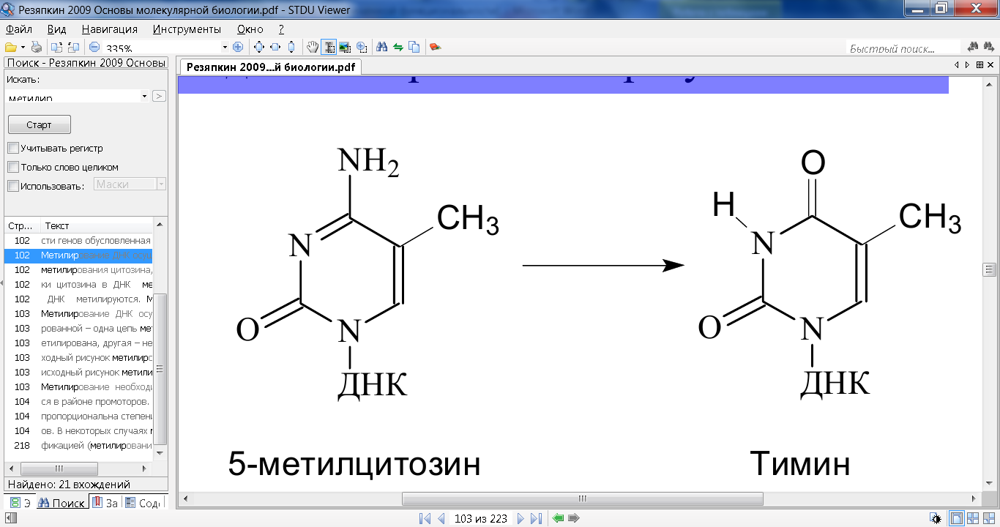 Резяпкин 2009 Основы молекулярной биологии.pdf - STDU Viewer
Файл Вид Навигация Инструменты Окно ?
335%
Быстрый поиск...
Поиск - Резяпкин 2009 Основы
Искать:
метилир
Старт
Учитывать регистр
Только слово целиком
Использовать: Маски
Стр... Текст
102 сти генов обусловленная
102 Метилир
102 метилирования цитозина,
102 ки цитозина в ДНК ме
102 ДНК метилируются. М
103 Метилирование ДНК осу
103 рованной – одна цепь мет
103 етилирована, другая – не
103 ходный рисунок метилирс
103 исходный рисунок метили
103 Метилирование необходи
104 ся в районе промоторов.
104 пропорциональна степени
104 ов. В некоторых случаях
218 фикацией (метилировани
Найдено: 21 вхождений
Э Поиск За Соді
Резяпкин 2009...й биологии.pdf
NH2
N
CH3
O
N
ДНК
5-метилцитозин
O
H
N
CH3
O
N
ДНК
Тимин
103 из 223